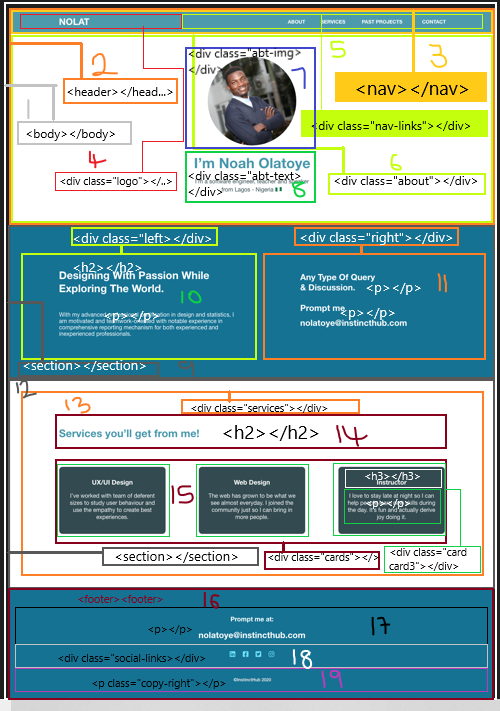 NOLAT
ABOUT SERVICES PAST PROJECTS CONTACT
2
<header></head...>
1
<body></body>
4
<div class="logo"></..>
<div class="abt-img>
</div>
7
5
3
<nav></nav>
<div class="nav-links"></div>
6
<div class="about"></div>
I'm Noah Olatoye
<div class="abt-text>
</div>
I'm a software engineer, teacher and speaker
from Lagos - Nigeria
8
<div class="left></div>
<h2></h2>
Designing With Passion While
Exploring The World.
10
With my advanced in design and statistics, I
am motivated and teamwork-oriented with notable experience in
comprehensive reporting mechanism for both experienced and
inexperienced professionals.
<p></p>
<div class="right></div>
Any Type Of Query
& Discussion.
<p></p>
11
Prompt me
<p></p>
nolatoye@instincthub.com
<section></section>
9
12
13
<div class="services"></div>
Services you'll get from me!
<h2></h2>
14
UX/UI Design
I've worked with team of deferent
sizes to study user behaviour and
use the empathy to create best
experiences.
15
Web Design
The web has grown to be what we
see almost everyday. I joined the
community just so I can bring in
more people.
<h3></h3>
Instructor
I love to stay late at night so I can
help people skills during
the day. It's fun and actually derive
joy doing it.
<p></p>
<section></section>
<div class="cards></>
<div class="card
card3"></div>
<footer><footer>
16
Prompt me at:
<p></p>
nolatoye@instincthub.com
17
<div class="social-links></div>
18
<p class="copy-right"></p>
©InstinctHub 2020
19